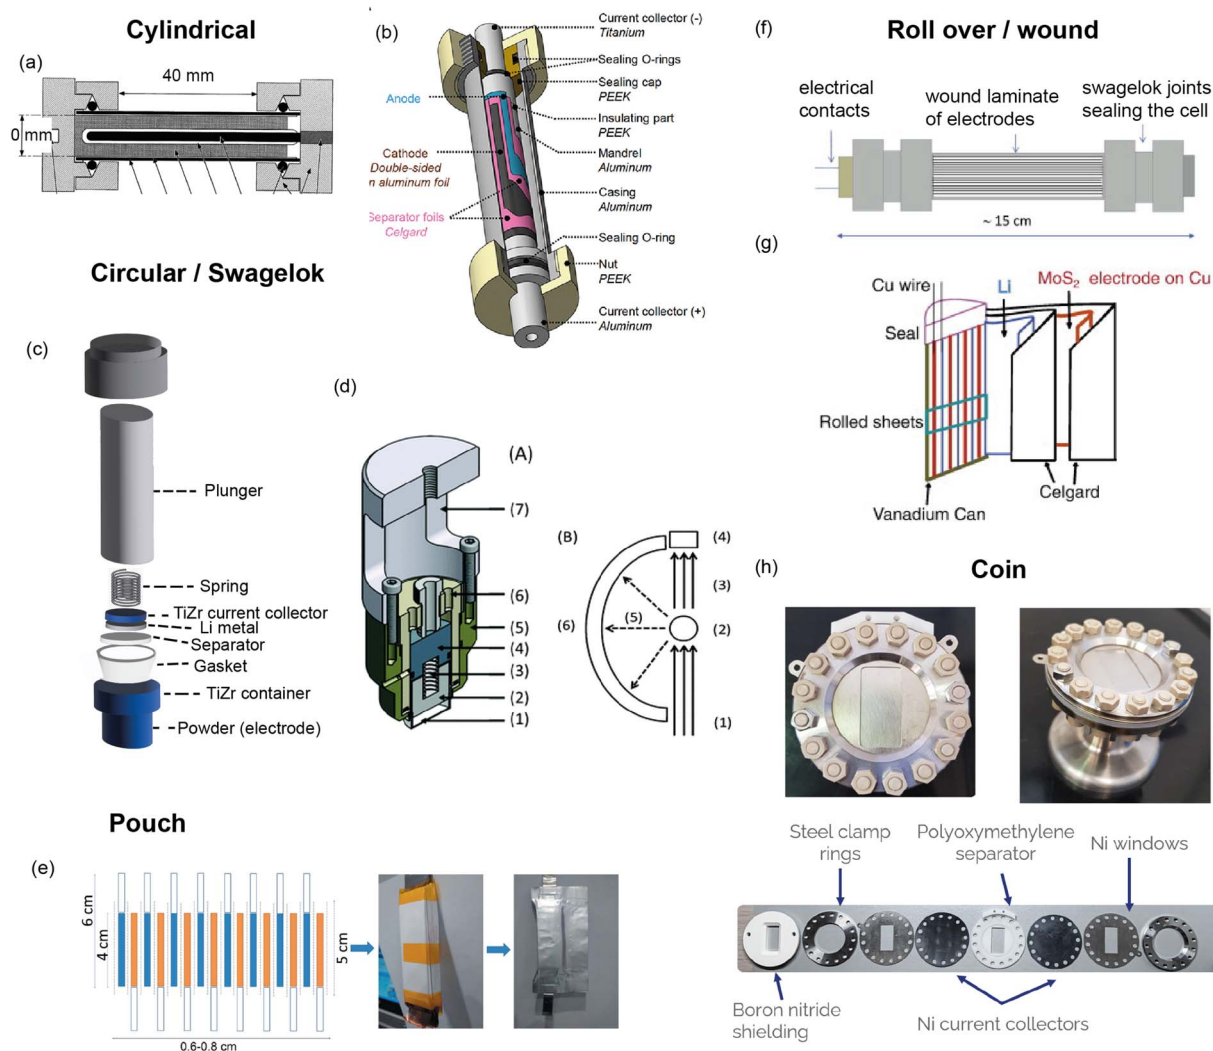 Cylindrical
(a)
40 mm
0 mm
(b)
Current collector (-)
Titanium
Sealing O-rings
Sealing cap
PEEK
Anode
Insulating part
PEEK
Cathode
Double-sided
n aluminum foil
Mandrel
Aluminum
Casing
Aluminum
Separator foils
Celgard
Sealing O-ring
Nut
PEEK
Current collector (+)
Aluminum
Circular / Swagelok
(c)
Plunger
Spring
TiZr current collector
Li metal
Separator
Gasket
TiZr container
Powder (electrode)
(d)
(A)
(7)
(6)
(5)
(4)
(3)
(2)
(1)
(B)
(4)
(3)
(5)
(6)
(2)
(1)
Pouch
(e)
6 cm
4 cm
5 cm
0.6-0.8 cm
(f)
Roll over / wound
electrical
contacts
wound laminate
of electrodes
swagelok joints
sealing the cell
~ 15 cm
(g)
Cu wire
Li
MoS2 electrode on Cu
Seal
Rolled sheets
Celgard
Vanadium Can
Coin
(h)
Steel clamp
rings
Polyoxymethylene
separator
Ni windows
Boron nitride
shielding
Ni current collectors